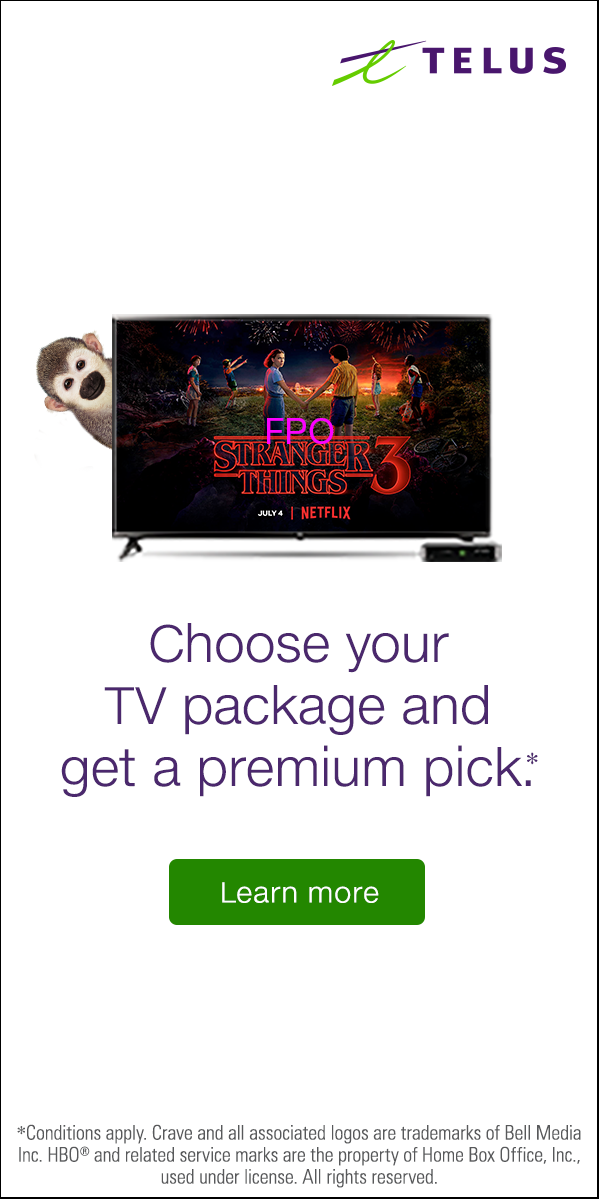 TELUS
FPO
STRANGER
THINGS 3
JULY 4 | NETFLIX
Choose your
TV package and
get a premium pick.*
Learn more
*Conditions apply. Crave and all associated logos are trademarks of Bell Media
Inc. HBO® and related service marks are the property of Home Box Office, Inc.,
used under license. All rights reserved.